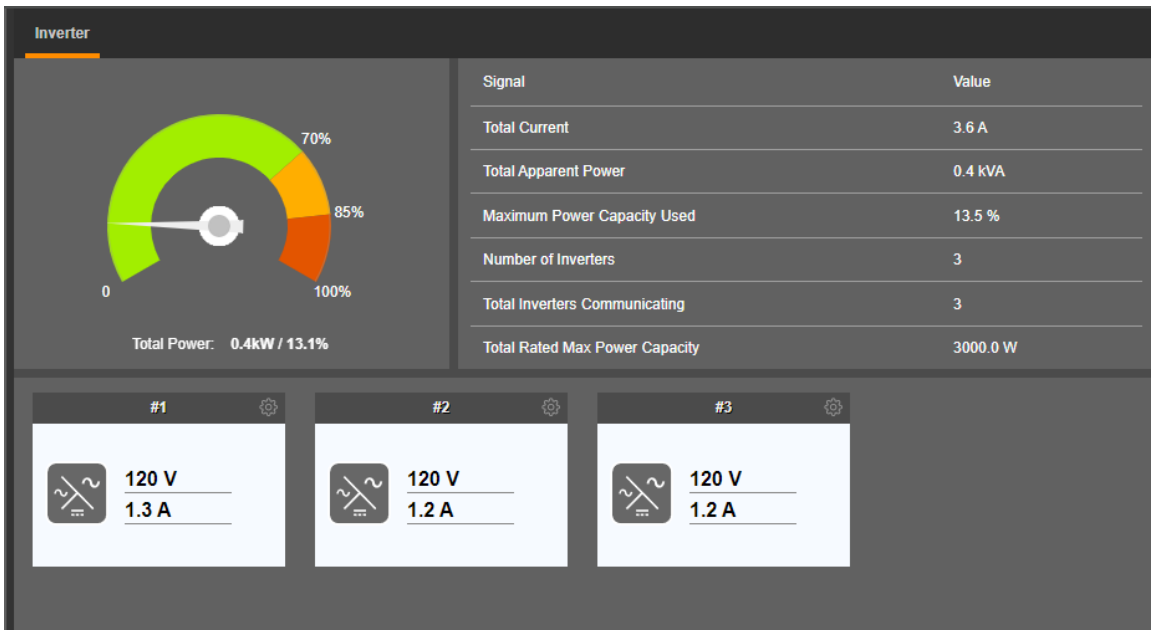 Inverter
70%
85%
0
100%
Total Power: 0.4kW / 13.1%
Signal Value
Total Current 3.6 A
Total Apparent Power 0.4 kVA
Maximum Power Capacity Used 13.5 %
Number of Inverters 3
Total Inverters Communicating 3
Total Rated Max Power Capacity 3000.0 W
#1
120 V
1.3 A
#2
120 V
1.2 A
#3
120 V
1.2 A